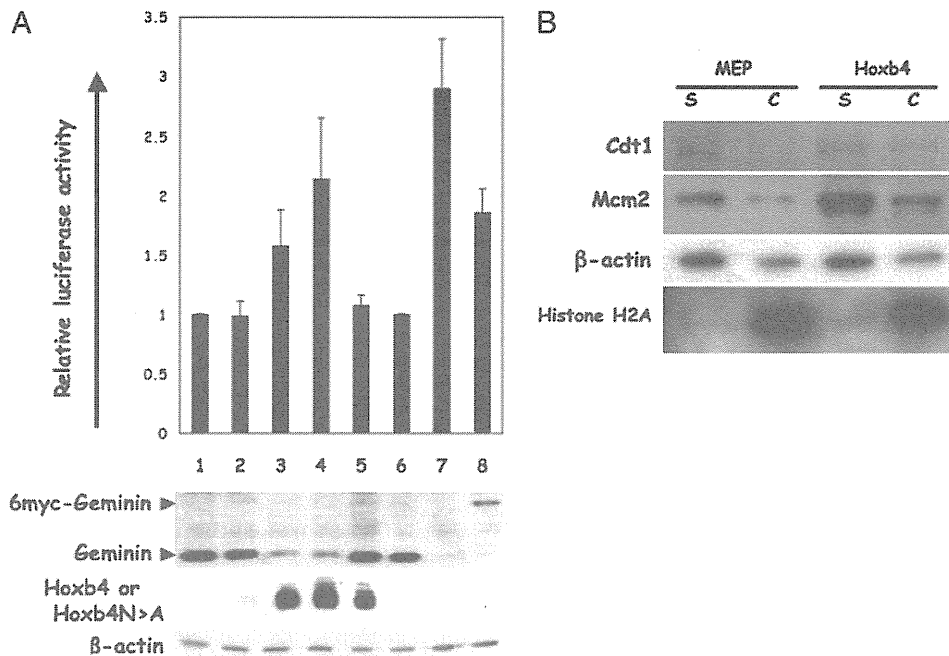 A
Relative luciferase activity
3.5
3
2.5
2
1.5
1
0.5
0
1 2 3 4 5 6 7 8
6myc-Geminin
Geminin
Hoxb4 or
Hoxb4N>A
β-actin
B
MEP Hoxb4
S C S C
Cdt1
Mcm2
β-actin
Histone H2A